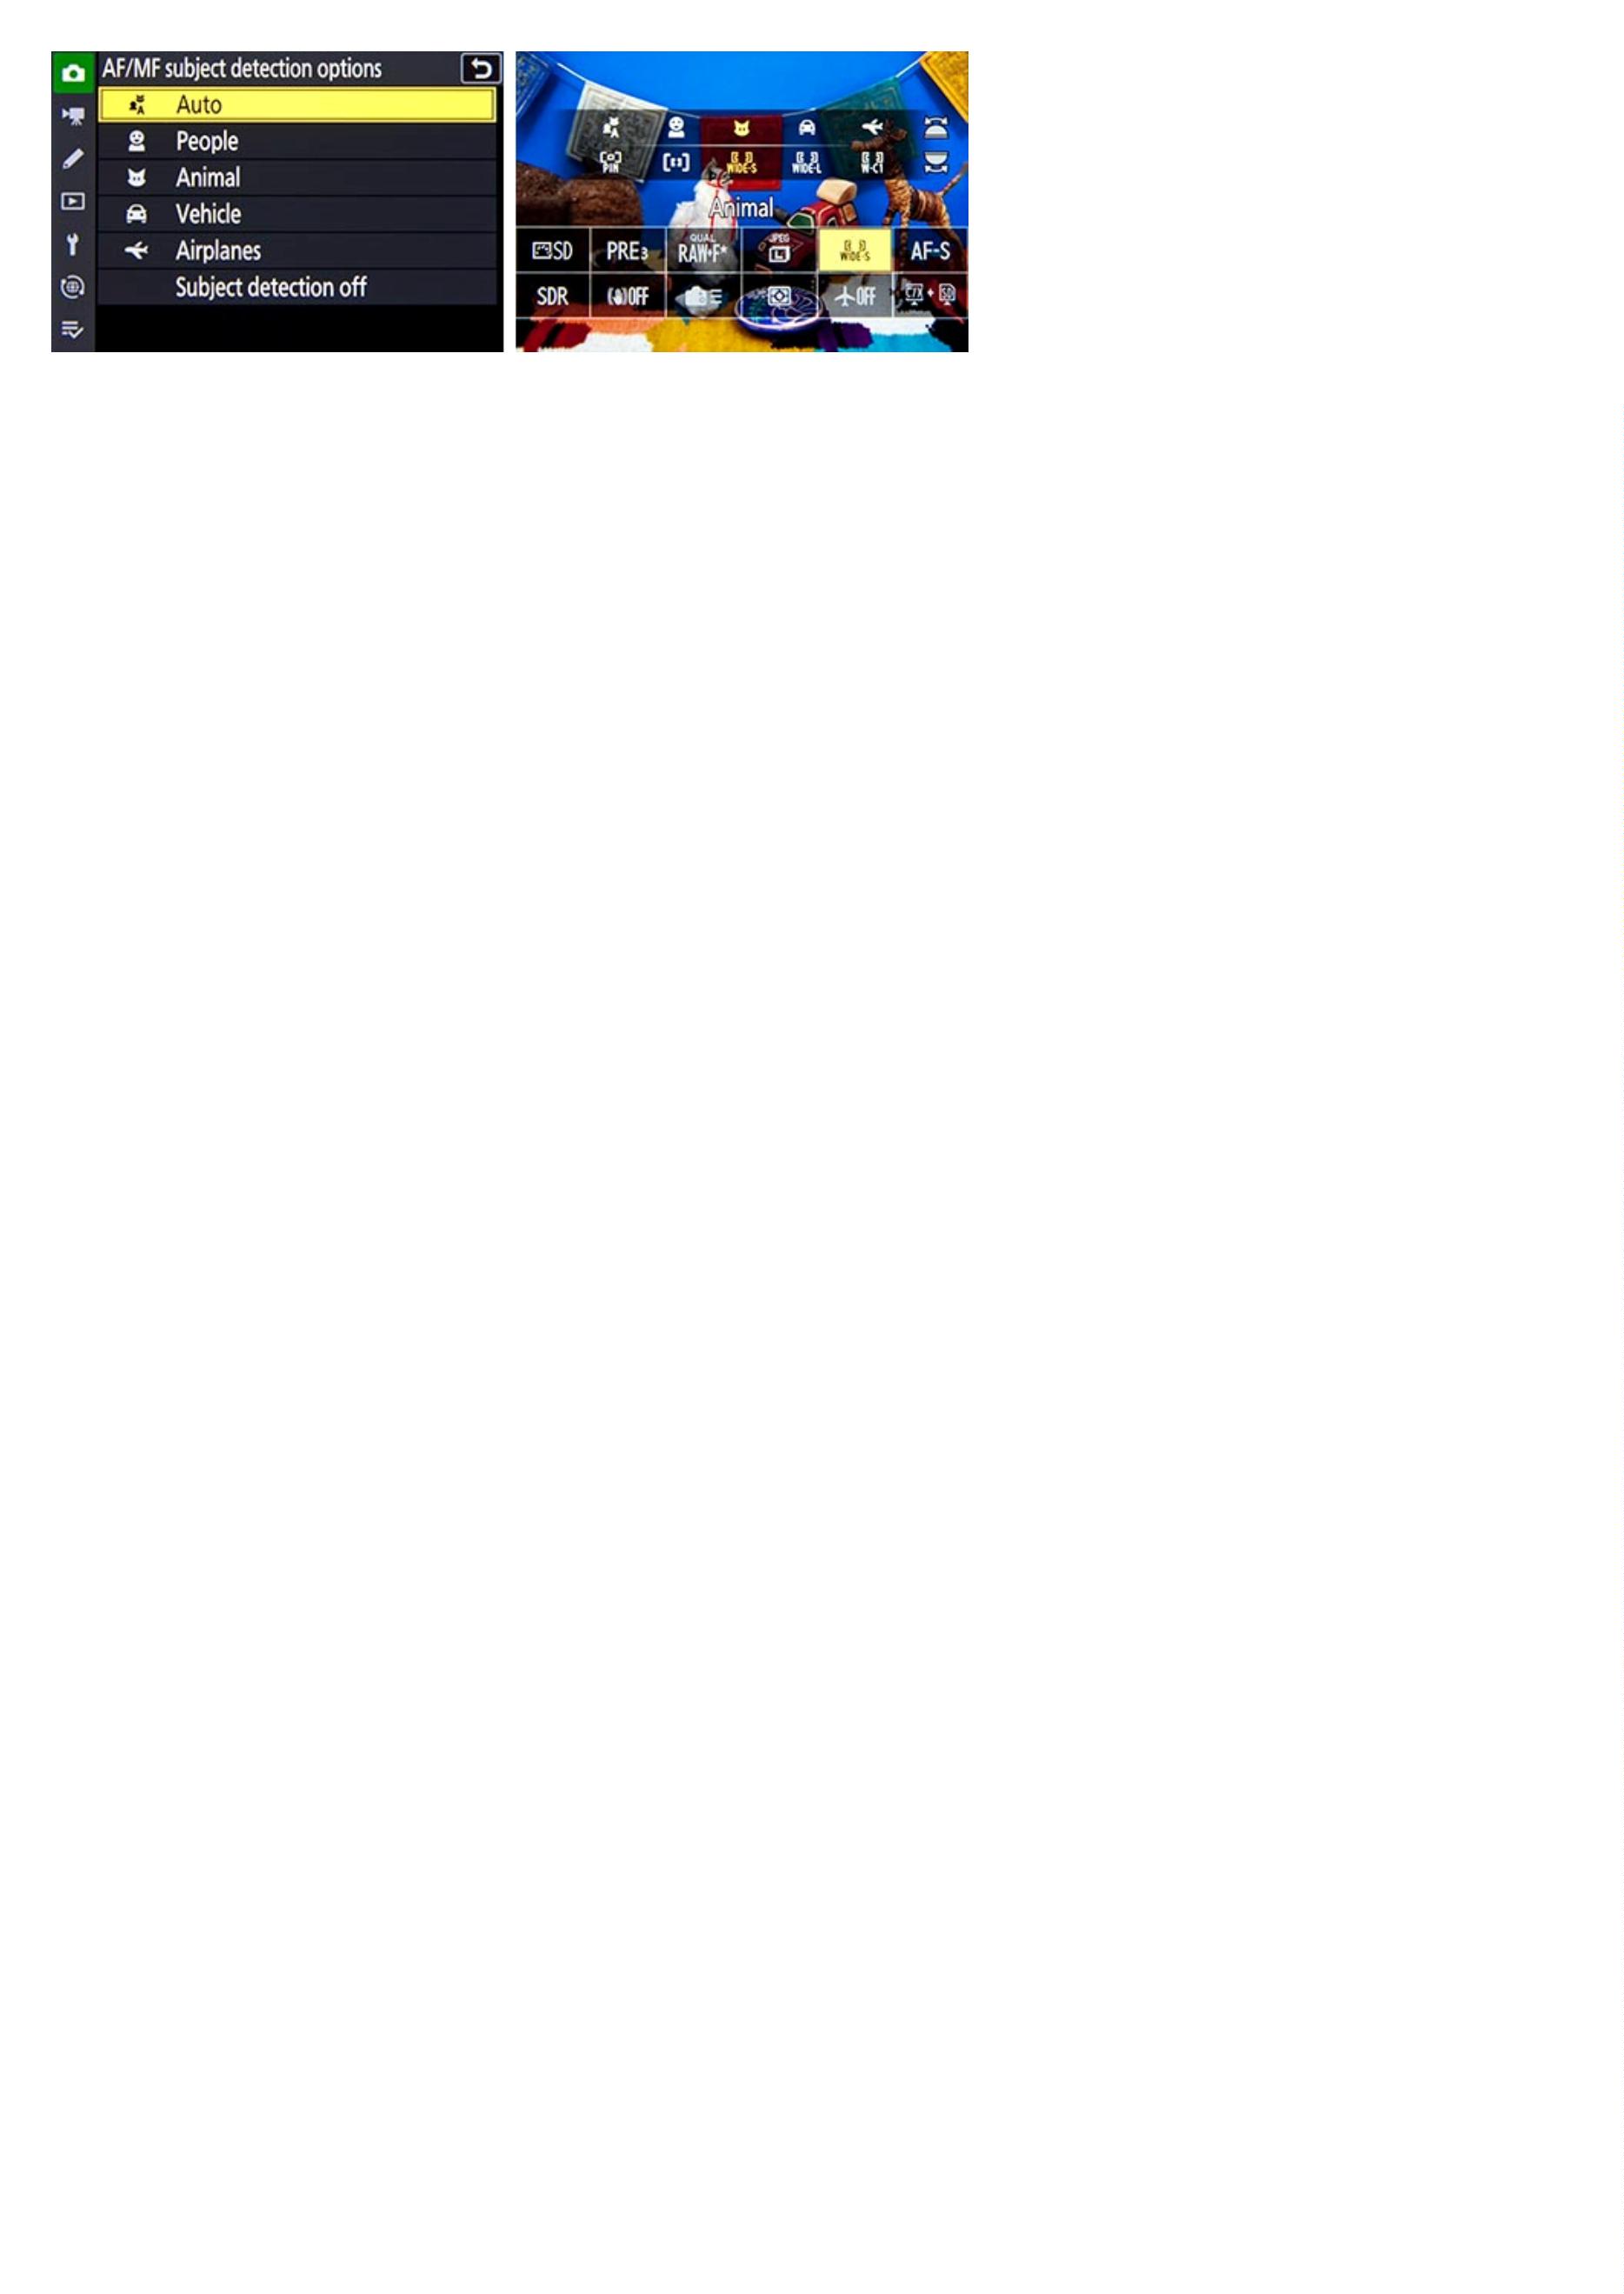 AF/MF subject detection options
Auto
People
Animal
Vehicle
Airplanes
Subject detection off
PIN WIDE-S WIDE-L W-C1
Animal
SD PRE3 QUAL RAW+F★ JPEG L WIDE-S AF-S
SDR OFF OFF